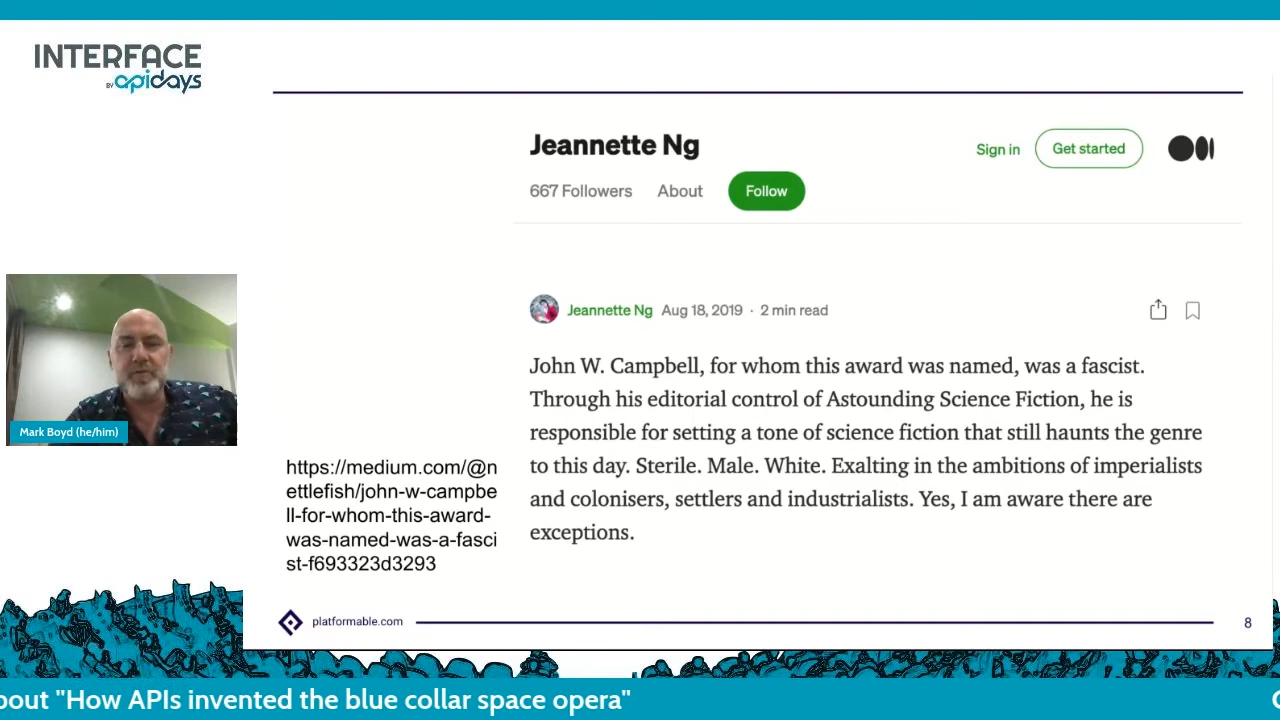 INTERFACE
BY apidays
Jeannette Ng
Sign in
Get started
667 Followers
About
Follow
Jeannette Ng Aug 18, 2019 · 2 min read
John W. Campbell, for whom this award was named, was a fascist.
Through his editorial control of Astounding Science Fiction, he is
responsible for setting a tone of science fiction that still haunts the genre
to this day. Sterile. Male. White. Exalting in the ambitions of imperialists
and colonisers, settlers and industrialists. Yes, I am aware there are
exceptions.
Mark Boyd (he/him)
https://medium.com/@n
ettlefish/john-w-campbe
ll-for-whom-this-award-
was-named-was-a-fasci
st-f693323d3293
platformable.com
8
bout "How APIs invented the blue collar space opera"